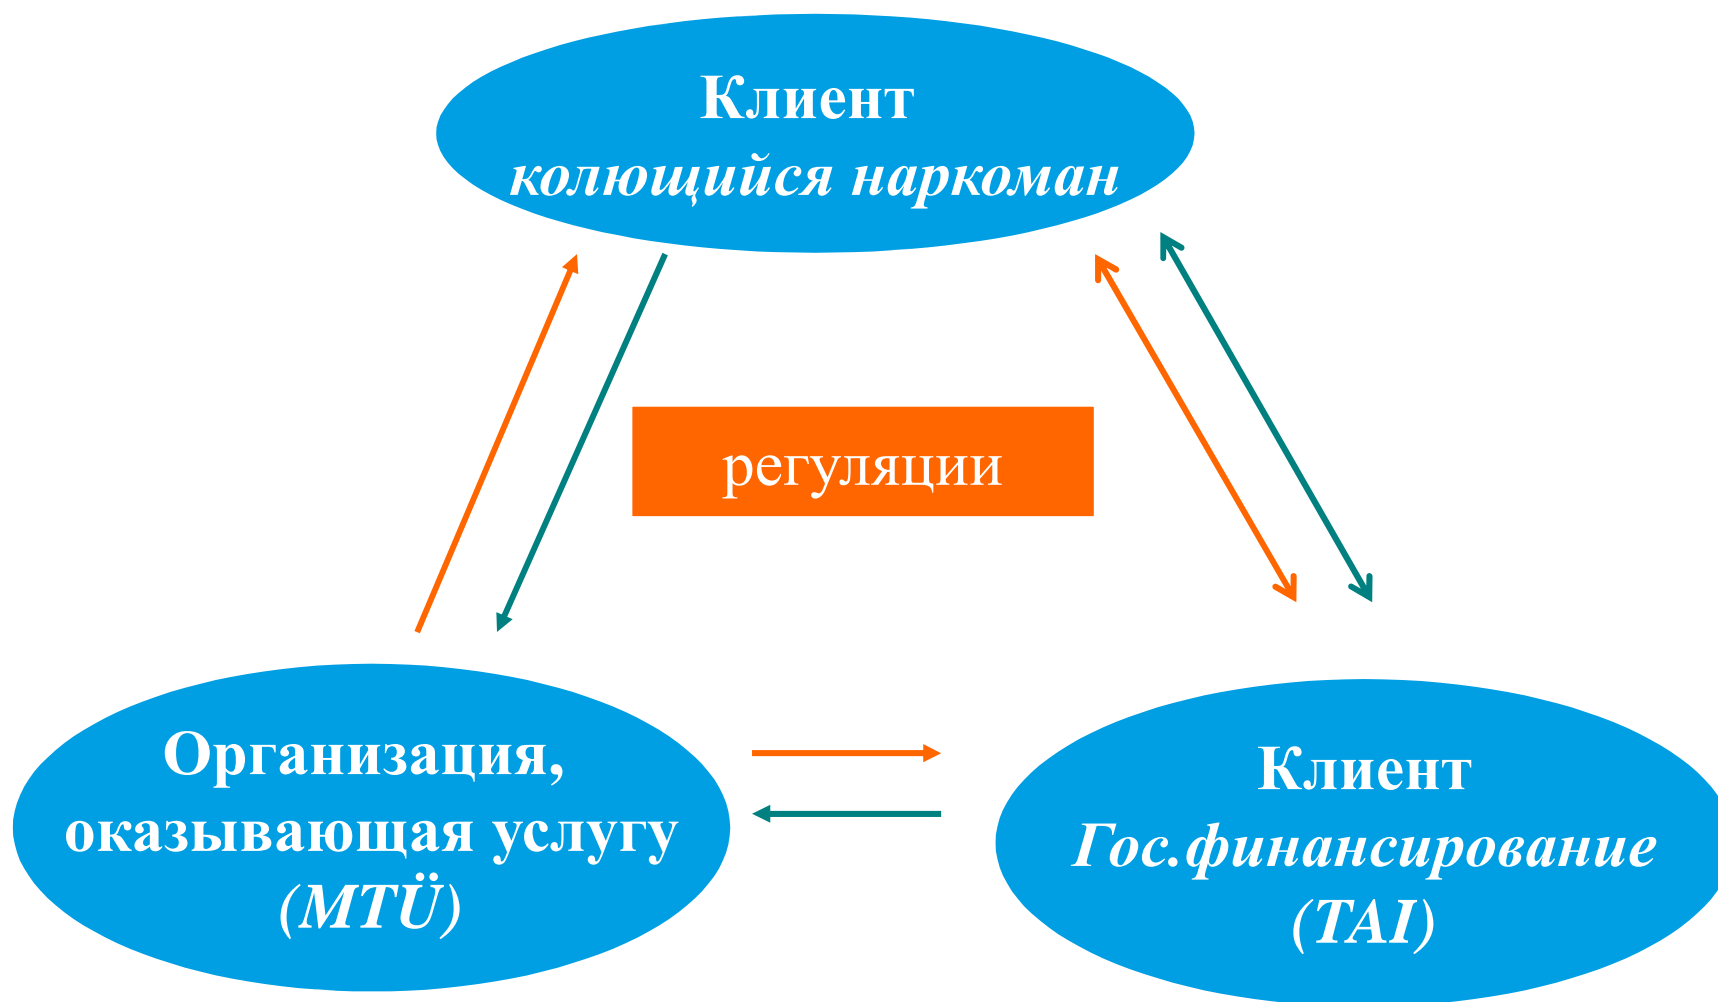 Клиент
колющийся наркоман
регуляции
Организация,
оказывающая услугу
(MTÜ)
Клиент
Гос.финансирование
(TAI)